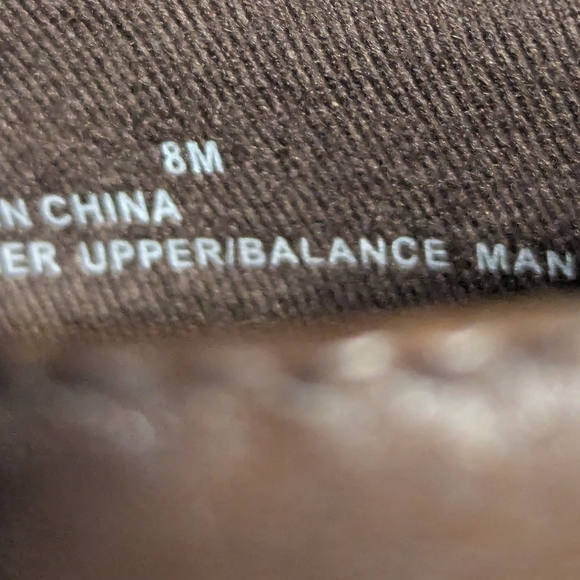 8M
N CHINA
ER UPPER/BALANCE MAN